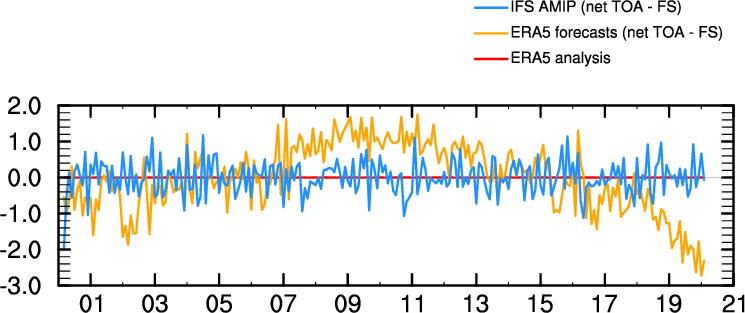 IFS AMIP (net TOA - FS)
ERA5 forecasts (net TOA - FS)
ERA5 analysis
2.0
1.0
0.0
-1.0
-2.0
-3.0
01 03 05 07 09 11 13 15 17 19 21